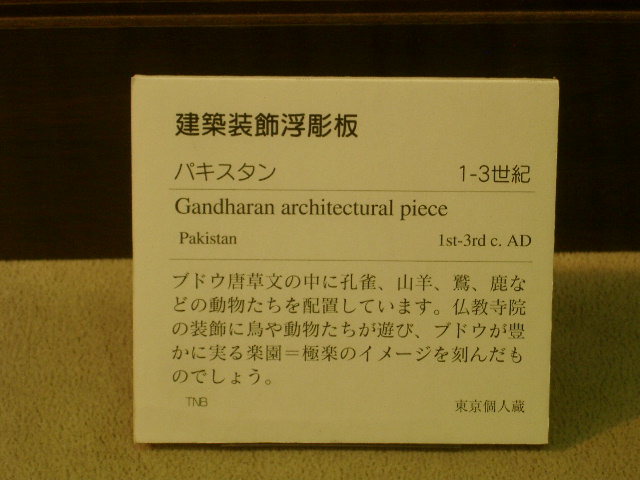 建築装飾浮彫板
パキスタン 1-3世紀
Gandharan architectural piece
Pakistan 1st-3rd c. AD
ブドウ唐草文の中に孔雀、山羊、鷲、鹿な
どの動物たちを配置しています。仏教寺院
の装飾に鳥や動物たちが遊び、ブドウが豊
かに実る楽園＝極楽のイメージを刻んだも
のでしょう。
TNB 東京個人蔵